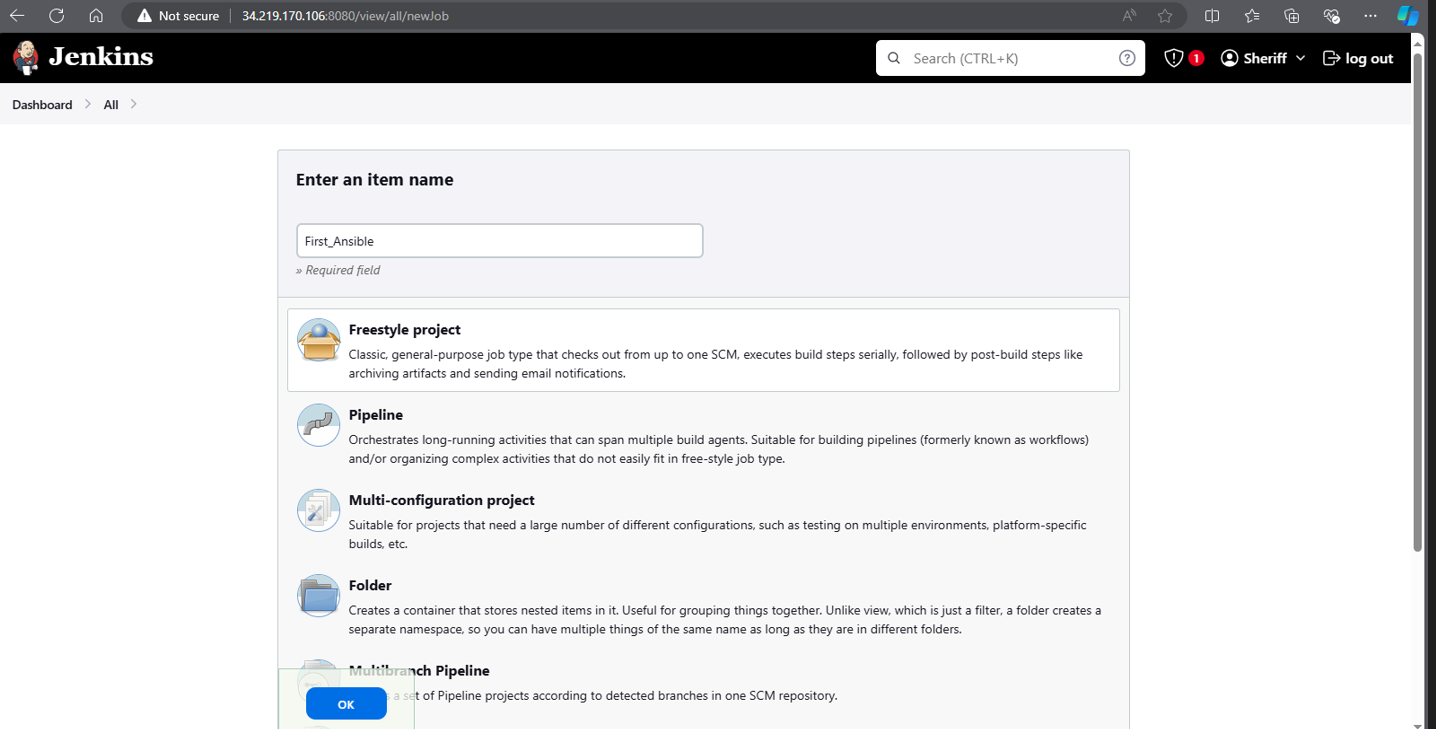 Not secure 34.219.170.106:8080/view/all/newJob
Jenkins Search (CTRL+K) ? 1 Sheriff log out
Dashboard All
Enter an item name
First_Ansible
» Required field
Freestyle project
Classic, general-purpose job type that checks out from up to one SCM, executes build steps serially, followed by post-build steps like
archiving artifacts and sending email notifications.
Pipeline
Orchestrates long-running activities that can span multiple build agents. Suitable for building pipelines (formerly known as workflows)
and/or organizing complex activities that do not easily fit in free-style job type.
Multi-configuration project
Suitable for projects that need a large number of different configurations, such as testing on multiple environments, platform-specific
builds, etc.
Folder
Creates a container that stores nested items in it. Useful for grouping things together. Unlike view, which is just a filter, a folder creates a
separate namespace, so you can have multiple things of the same name as long as they are in different folders.
Multibranch Pipeline
a set of Pipeline projects according to detected branches in one SCM repository.
OK